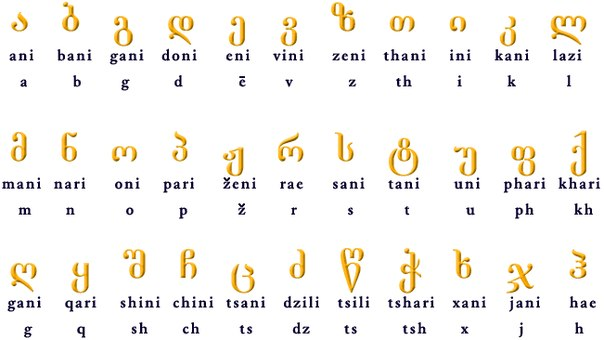 ა ბ გ დ ე ვ ზ თ ი კ ლ
ani bani gani doni eni vini zeni thani ini kani lazi
a b g d ē v z th i k l
მ ნ ო პ ჟ რ ს ტ უ ფ ქ
mani nari oni pari ženi rae sani tani uni phari khari
m n o p ž r s t u ph kh
ღ ყ შ ჩ ც ძ წ ჭ ხ ჯ ჰ
gani qari shini chini tsani dzili tsili tshari xani jani hae
g q sh ch ts dz ts tsh x j h